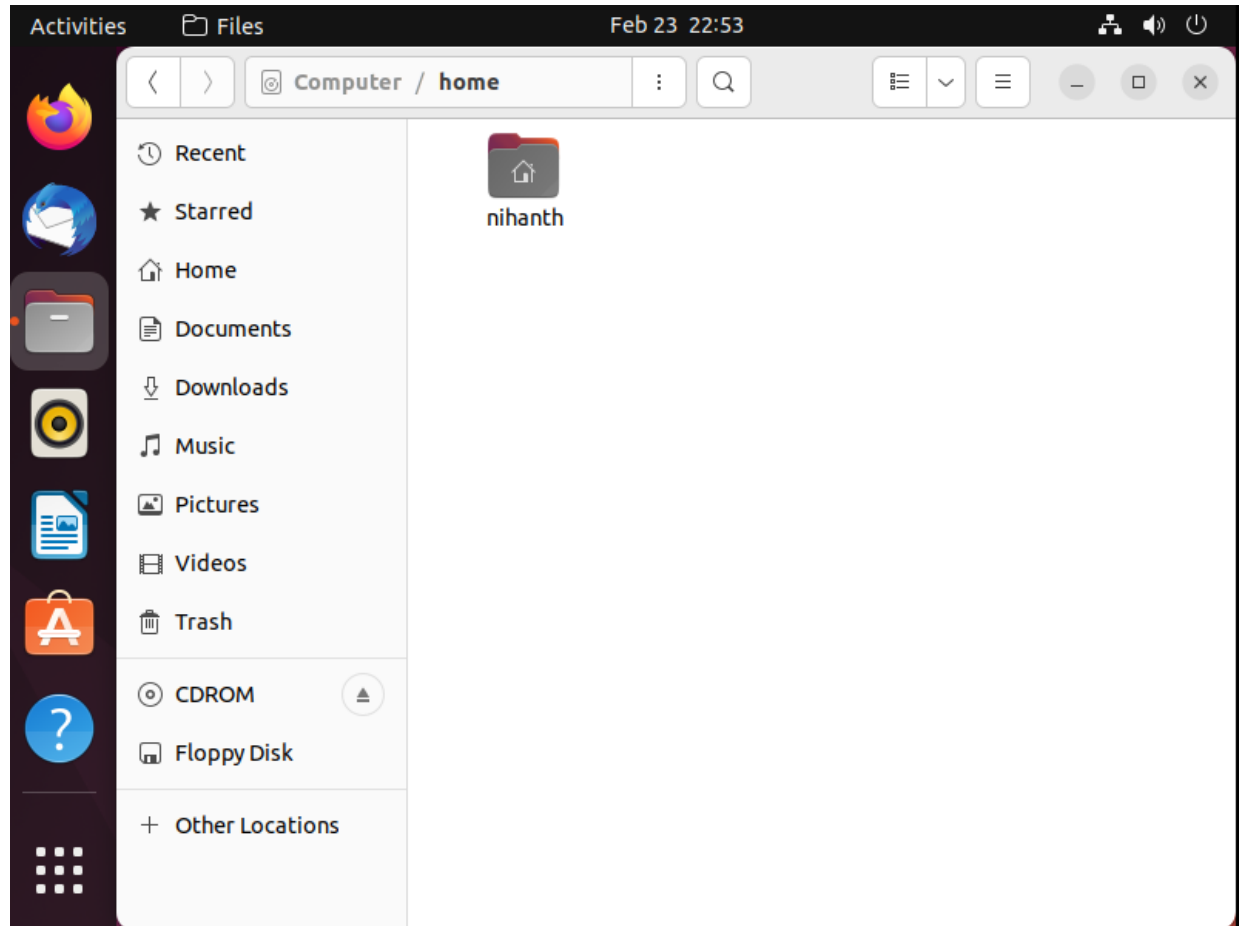 Activities Files Feb 23 22:53
Computer / home
Recent
Starred
Home
Documents
Downloads
Music
Pictures
Videos
Trash
CDROM
Floppy Disk
+ Other Locations
nihanth